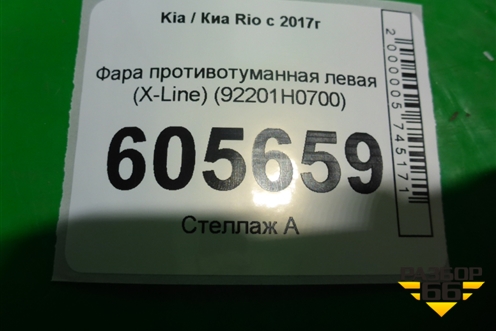 Kia / Киа Rio с 2017г
Фара противотуманная левая
(X-Line) (92201H0700)
605659
Стеллаж А
2000005745171
РАЗБОР
66